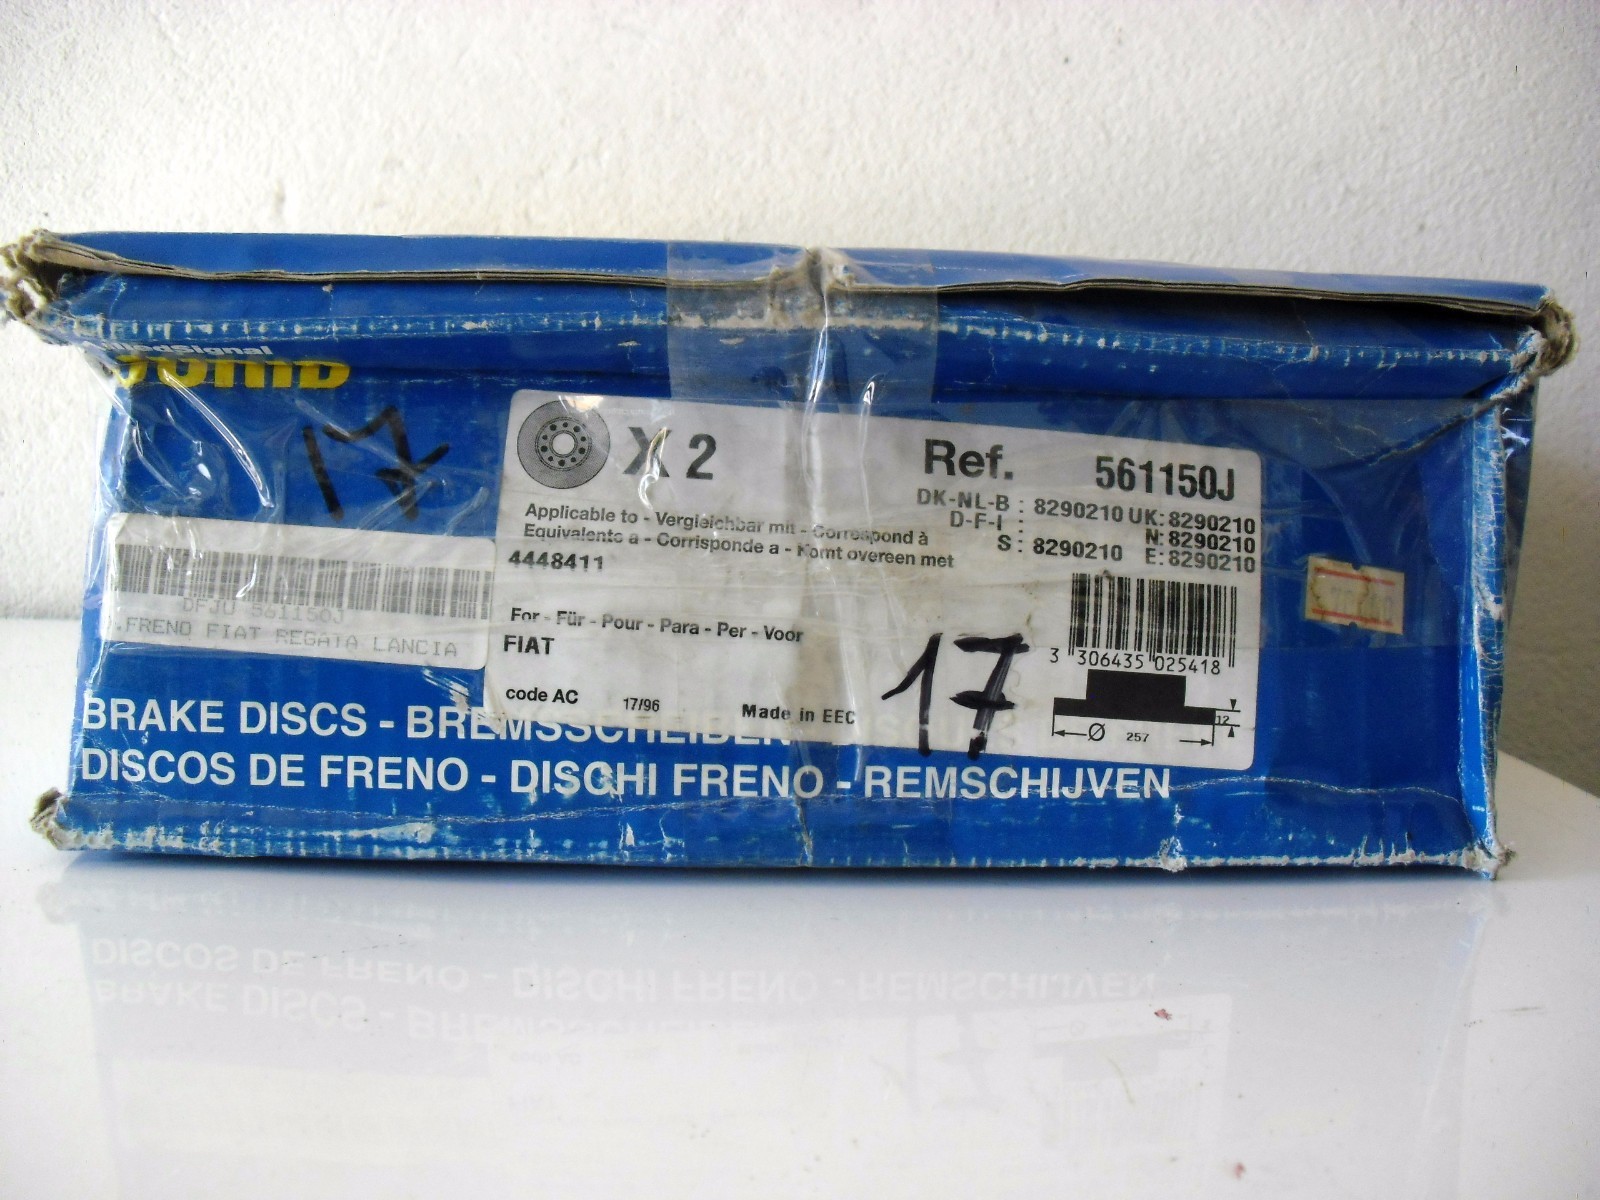 Jurid
17
X 2
Ref. 561150J
DK-NL-B : 8290210 UK: 8290210
D-F-I : N: 8290210
S : 8290210 E: 8290210
Applicable to - Vergleichbar mit - Correspond à
Equivalente a - Corrisponde a - Komt overeen met
4448411
DFJU 561150J
.FRENO FIAT REGATA LANCIA
For - Für - Pour - Para - Per - Voor
FIAT
17
3 306435 025418
code AC 17/96 Made in EEC
12
Ø 257
BRAKE DISCS - BREMSSCHEIBEN -
DISCOS DE FRENO - DISCHI FRENO - REMSCHIJVEN